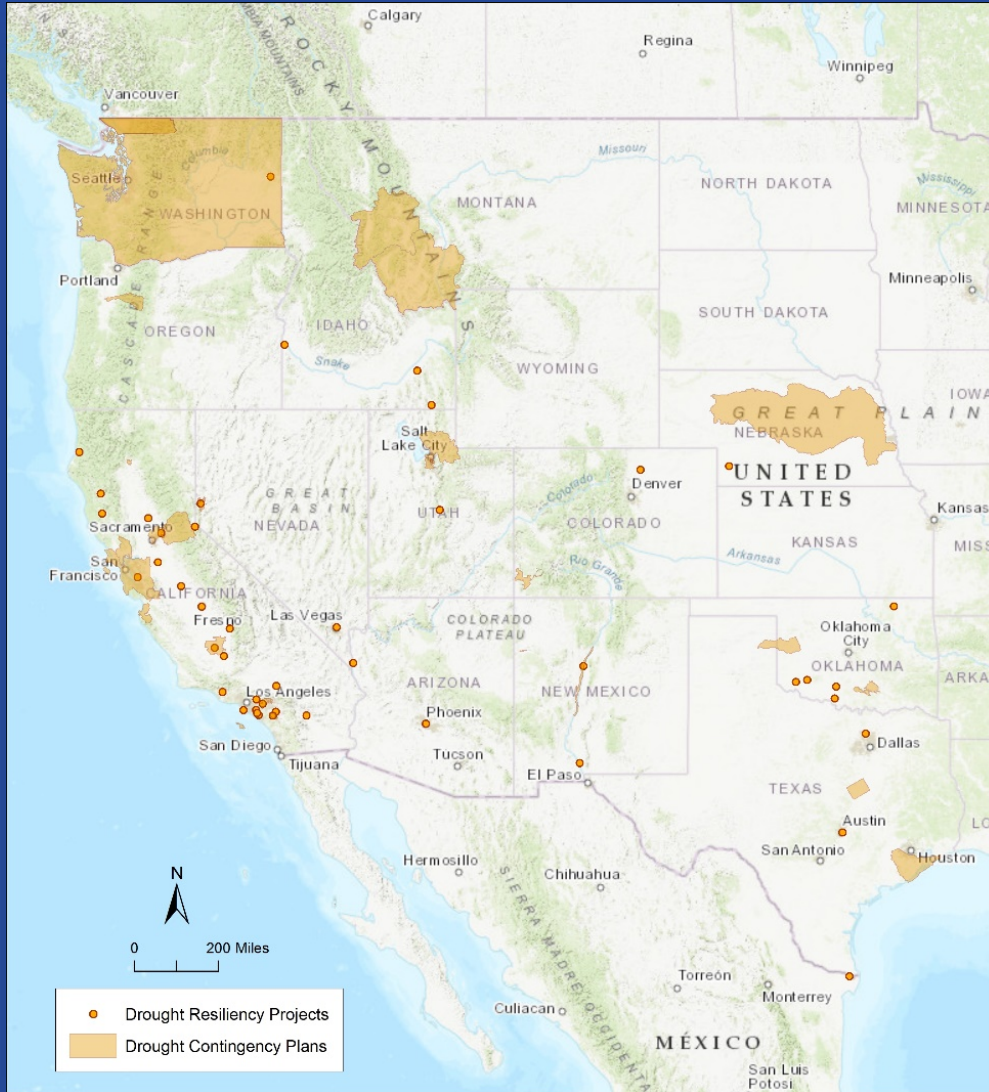 Calgary
Regina
Winnipeg
Vancouver
ROCKY MOUNTAINS
MOUNTAINS
Columbia
Seattle
WASHINGTON
Missouri
NORTH DAKOTA
Mississippi
MONTANA
MINNESOTA
Portland
Minneapolis
CASCADE RANGE
OREGON
IDAHO
SOUTH DAKOTA
Snake
WYOMING
IOWA
GREAT PLAIN
NEBRASKA
Salt
Lake City
UNITED
STATES
Denver
GREAT
BASIN
NEVADA
UTAH
Colorado
COLORADO
Kansas
KANSAS
MISS
Sacramento
San
Francisco
CALIFORNIA
Arkansas
Rio Grande
Fresno
Las Vegas
COLORADO
PLATEAU
Oklahoma
City
OKLAHOMA
ARKA
Los Angeles
ARIZONA
NEW MEXICO
Phoenix
San Diego
Tijuana
Tucson
El Paso
Dallas
TEXAS
Austin
LO
San Antonio
Houston
Hermosillo
Chihuahua
SIERRA MADRE OCCIDENTA
N
0 200 Miles
Torreón
Monterrey
Culiacan
MÉXICO
San Luis
Potosi
Drought Resiliency Projects
Drought Contingency Plans